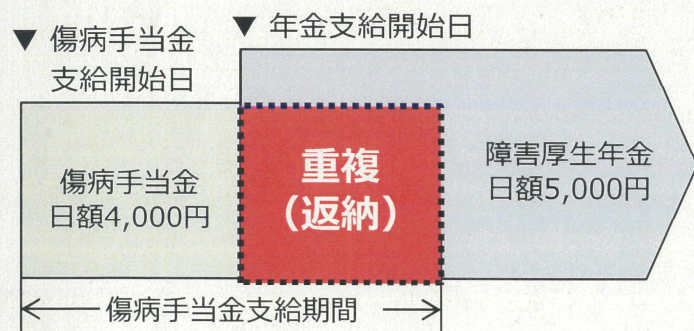 ▼ 傷病手当金
支給開始日
▼ 年金支給開始日
傷病手当金
日額4,000円
重複
（返納）
障害厚生年金
日額5,000円
傷病手当金支給期間